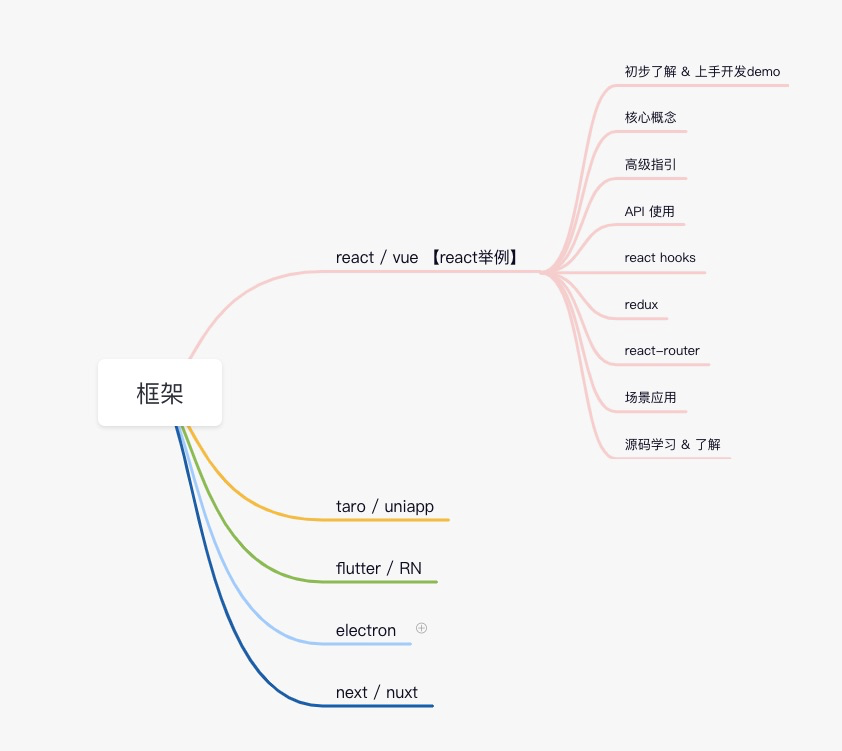 初步了解 & 上手开发demo
核心概念
高级指引
API 使用
react / vue 【react举例】
react hooks
redux
react-router
框架
场景应用
源码学习 & 了解
taro / uniapp
flutter / RN
electron
next / nuxt